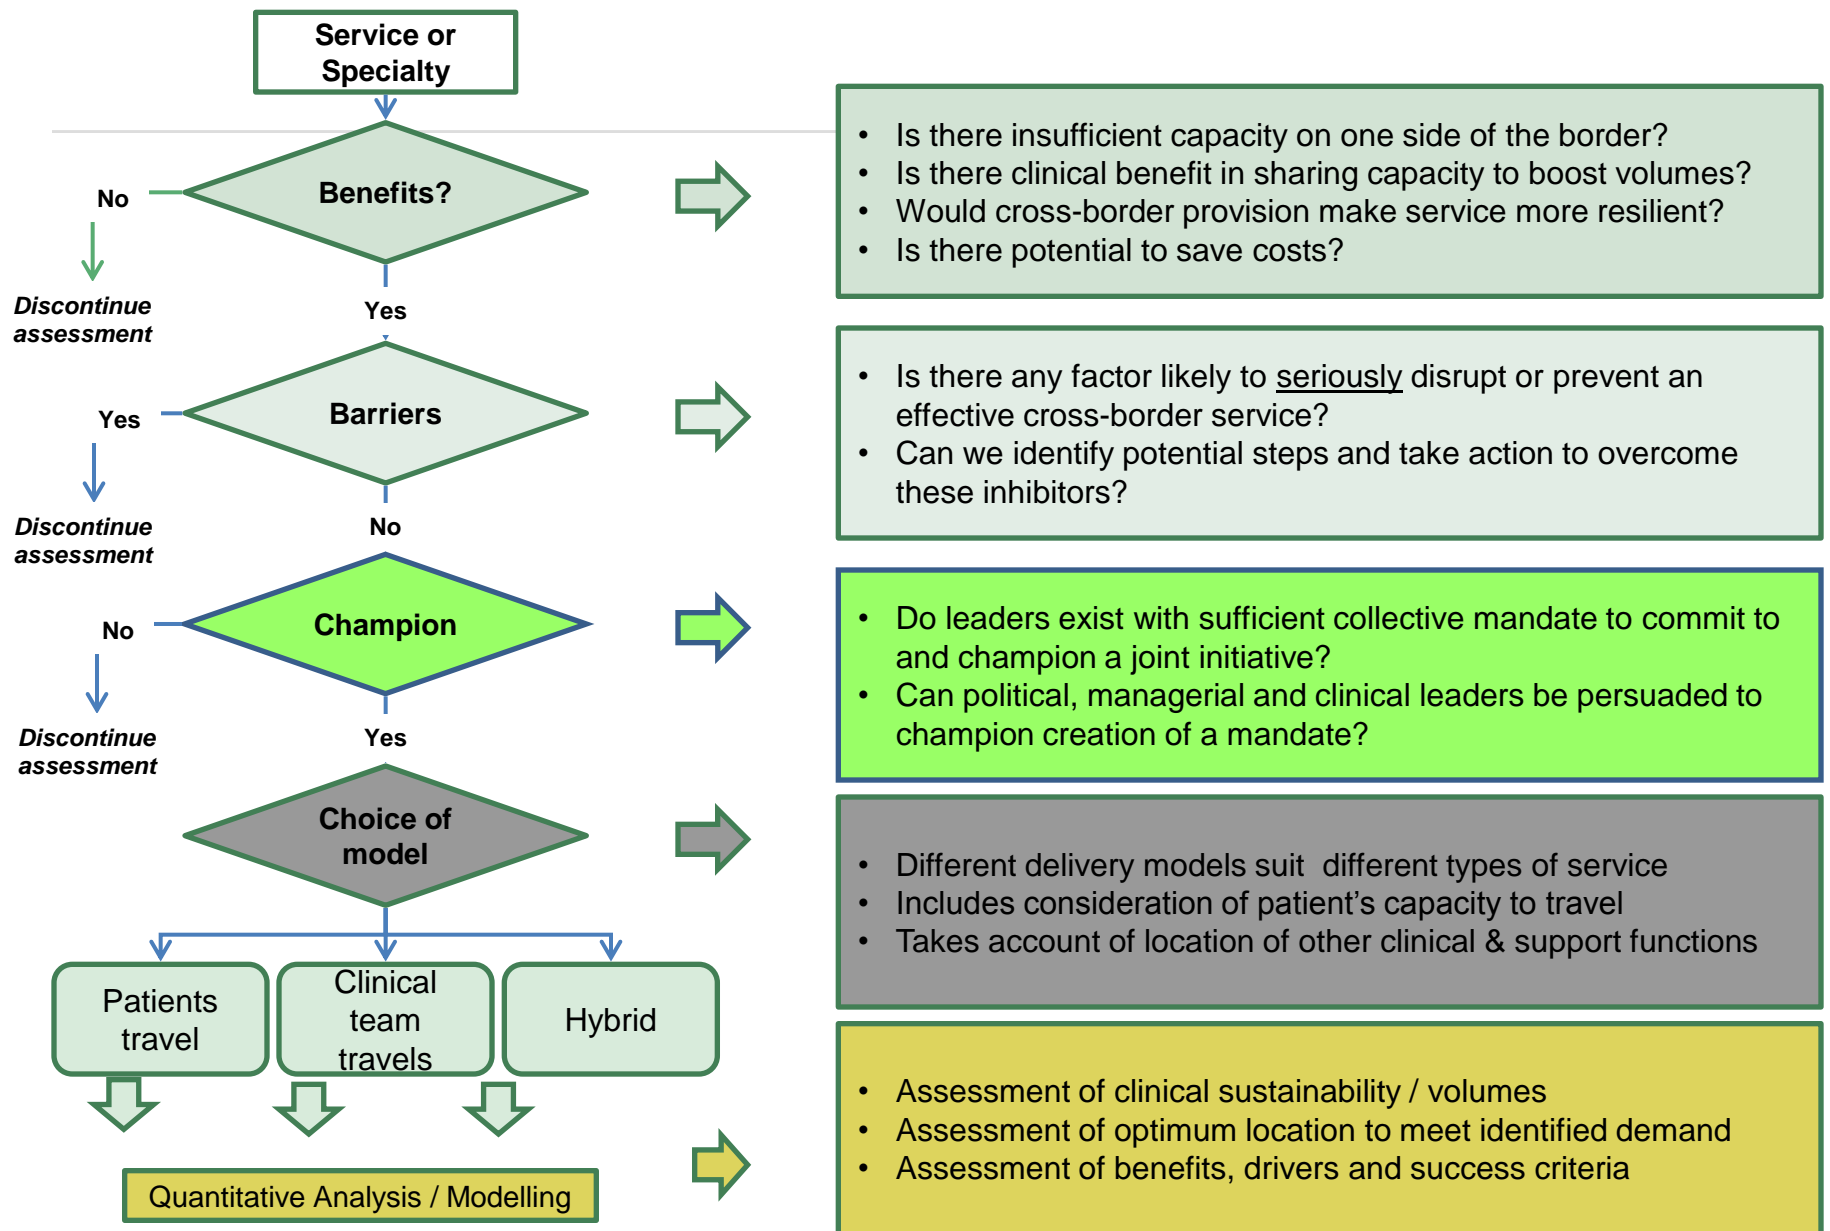 Service or
Specialty
Benefits?
No
Discontinue
assessment
Yes
• Is there insufficient capacity on one side of the border?
• Is there clinical benefit in sharing capacity to boost volumes?
• Would cross-border provision make service more resilient?
• Is there potential to save costs?
Barriers
Yes
Discontinue
assessment
No
• Is there any factor likely to seriously disrupt or prevent an
effective cross-border service?
• Can we identify potential steps and take action to overcome
these inhibitors?
Champion
No
Discontinue
assessment
Yes
• Do leaders exist with sufficient collective mandate to commit to
and champion a joint initiative?
• Can political, managerial and clinical leaders be persuaded to
champion creation of a mandate?
Choice of
model
• Different delivery models suit  different types of service
• Includes consideration of patient’s capacity to travel
• Takes account of location of other clinical & support functions
Patients
travel
Clinical
team
travels
Hybrid
Quantitative Analysis / Modelling
• Assessment of clinical sustainability / volumes
• Assessment of optimum location to meet identified demand
• Assessment of benefits, drivers and success criteria